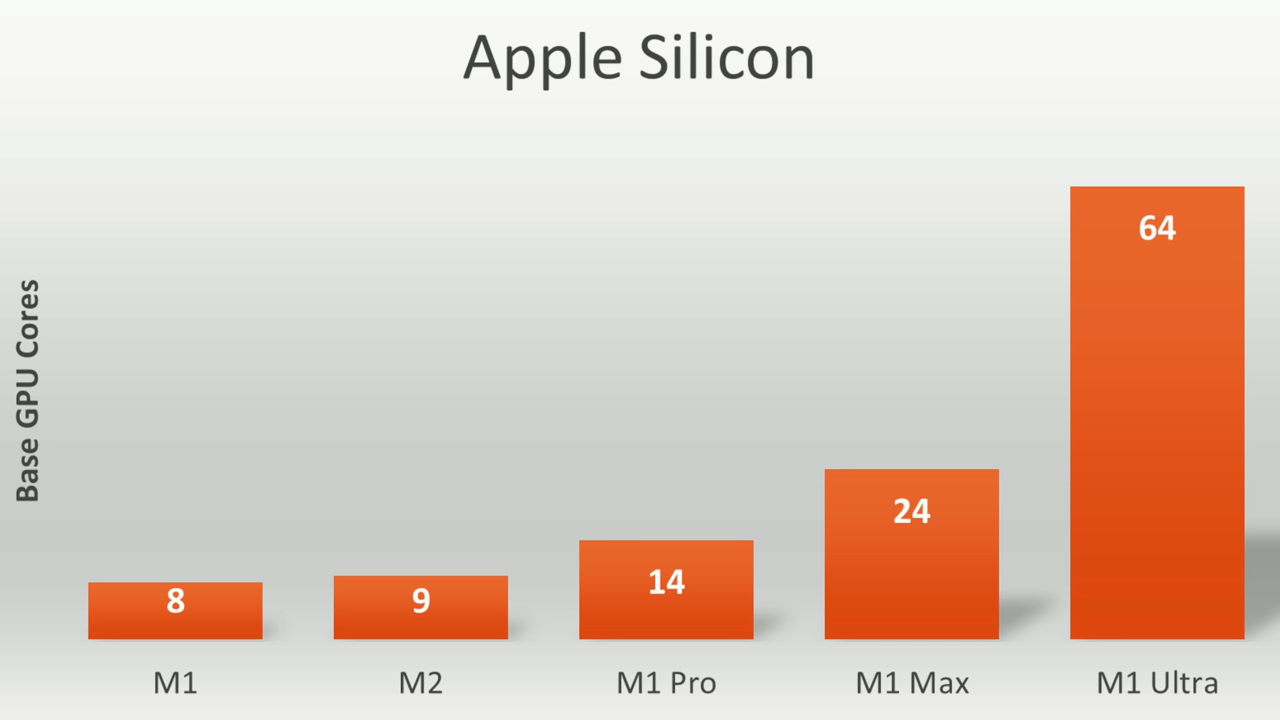 Apple Silicon
Base GPU Cores
8
9
14
24
64
M1
M2
M1 Pro
M1 Max
M1 Ultra